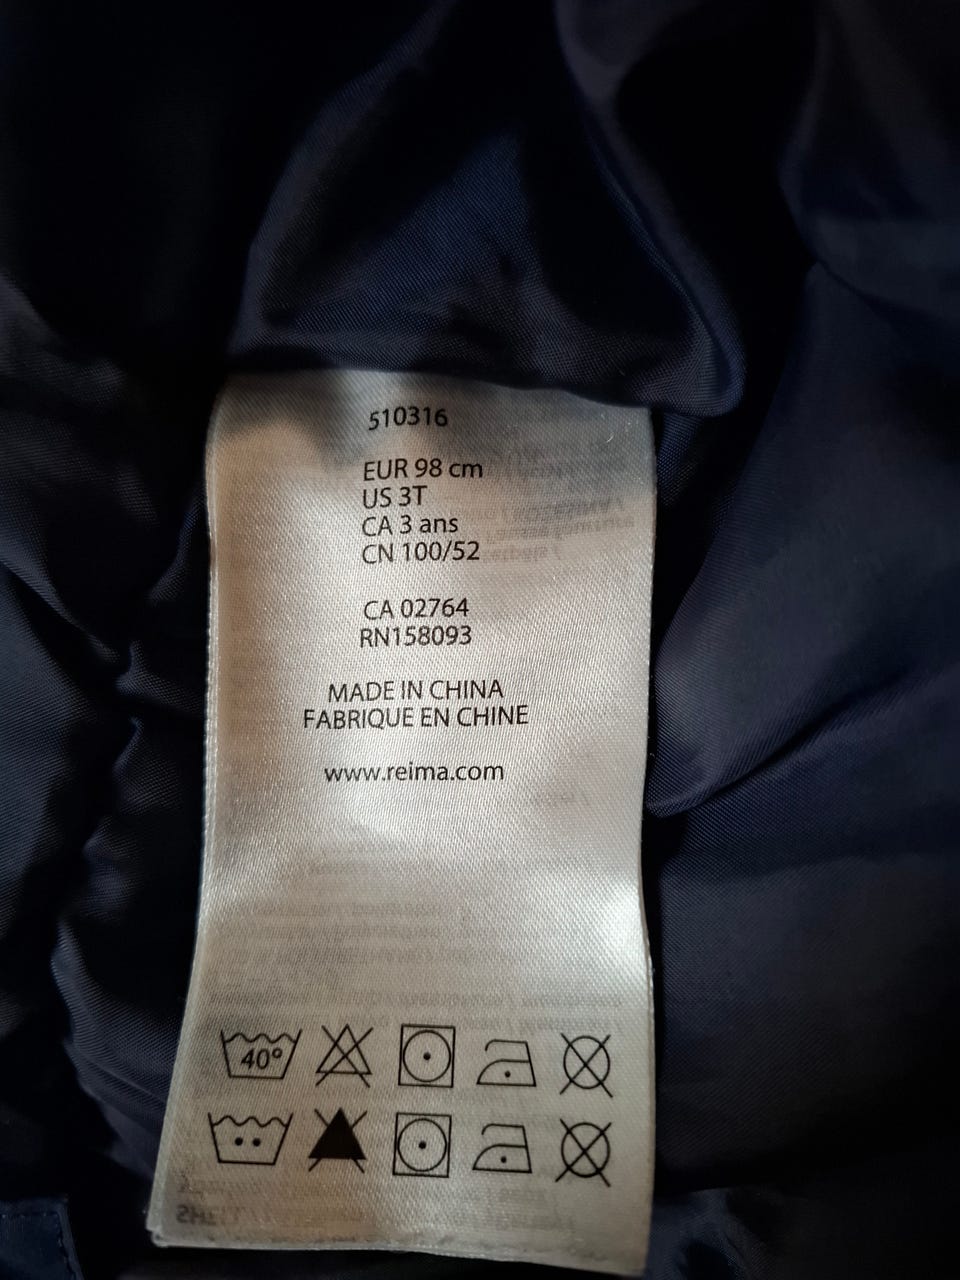 510316
EUR 98 cm
US 3T
CA 3 ans
CN 100/52
CA 02764
RN158093
MADE IN CHINA
FABRIQUE EN CHINE
www.reima.com
40°